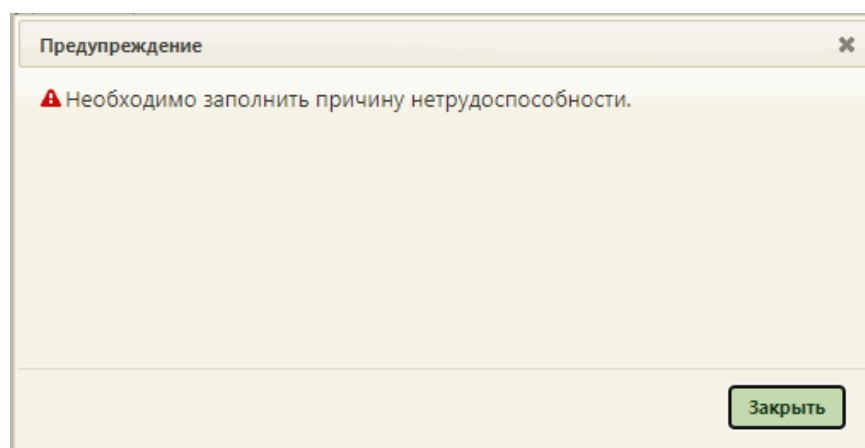 Предупреждение
Необходимо заполнить причину нетрудоспособности.
Закрыть